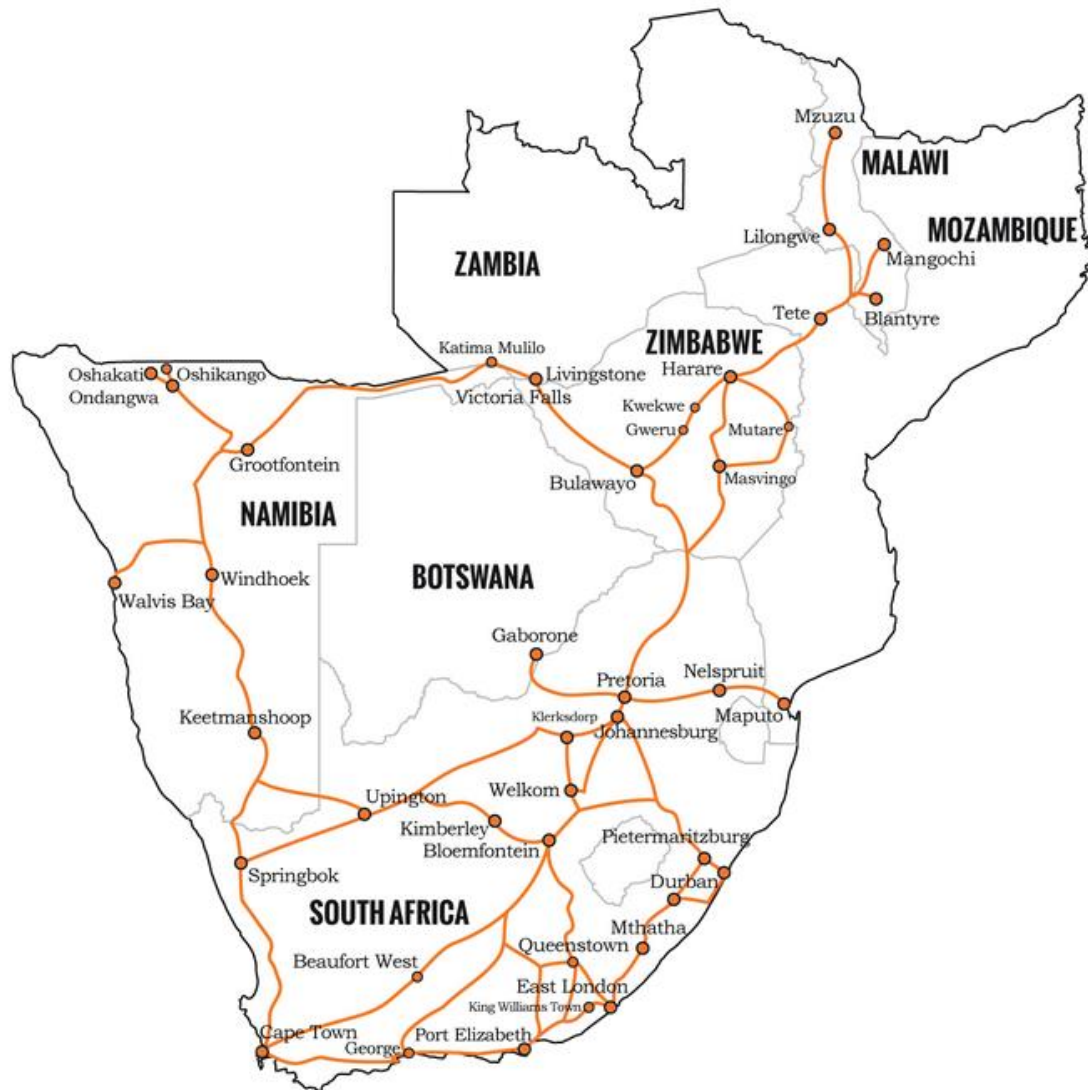 Mzuzu
MALAWI
Lilongwe
MOZAMBIQUE
Mangochi
ZAMBIA
Tete
Blantyre
ZIMBABWE
Katima Mulilo
Harare
Oshakati
Oshikango
Livingstone
Ondangwa
Victoria Falls
Kwekwe
Gweru
Mutare
Grootfontein
Bulawayo
Masvingo
NAMIBIA
BOTSWANA
Windhoek
Walvis Bay
Gaborone
Pretoria
Nelspruit
Keetmanshoop
Klerksdorp
Maputo
Johannesburg
Upington
Welkom
Kimberley
Pietermaritzburg
Bloemfontein
Springbok
Durban
SOUTH AFRICA
Mthatha
Queenstown
Beaufort West
East London
King Williams Town
Cape Town
Port Elizabeth
George